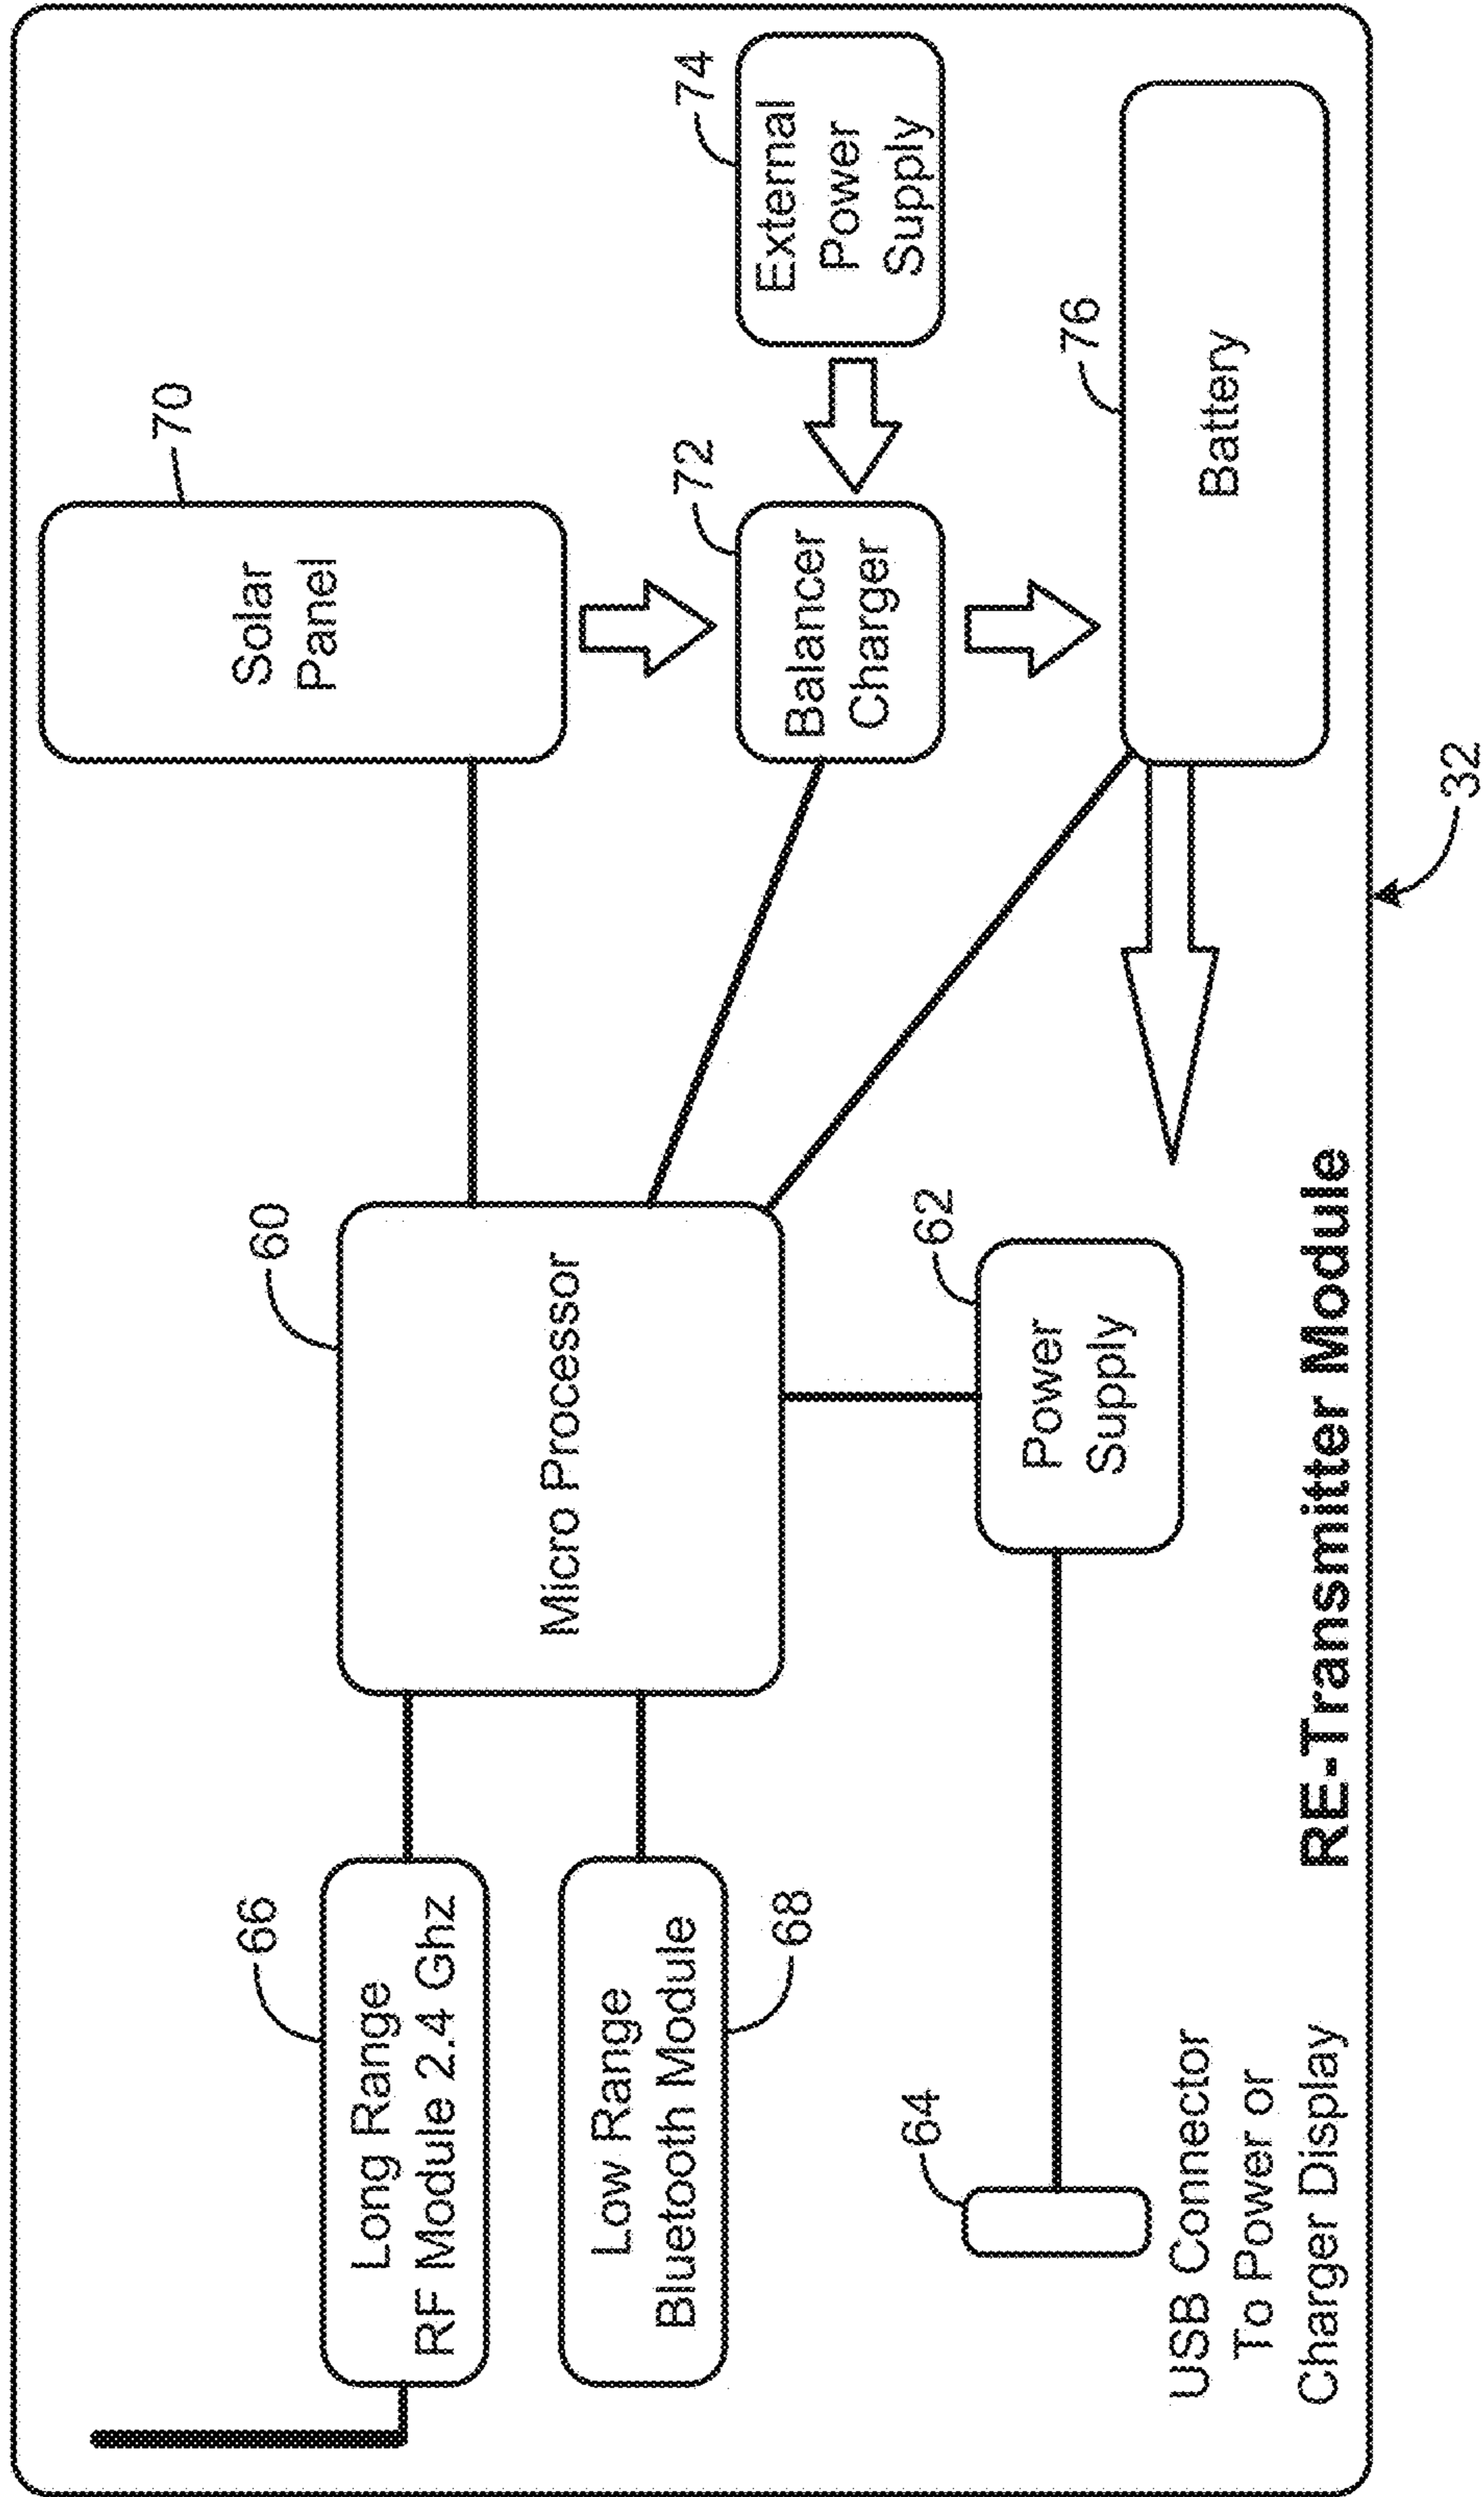 66
Long Range
RF Module 2.4 Ghz
Low Range
Bluetooth Module
68
60
Micro Processor
70
Solar
Panel
72
Balancer
Charger
74
External
Power
Supply
76
Battery
62
Power
Supply
64
USB Connector
To Power or
Charger Display
RE-Transmitter Module
32